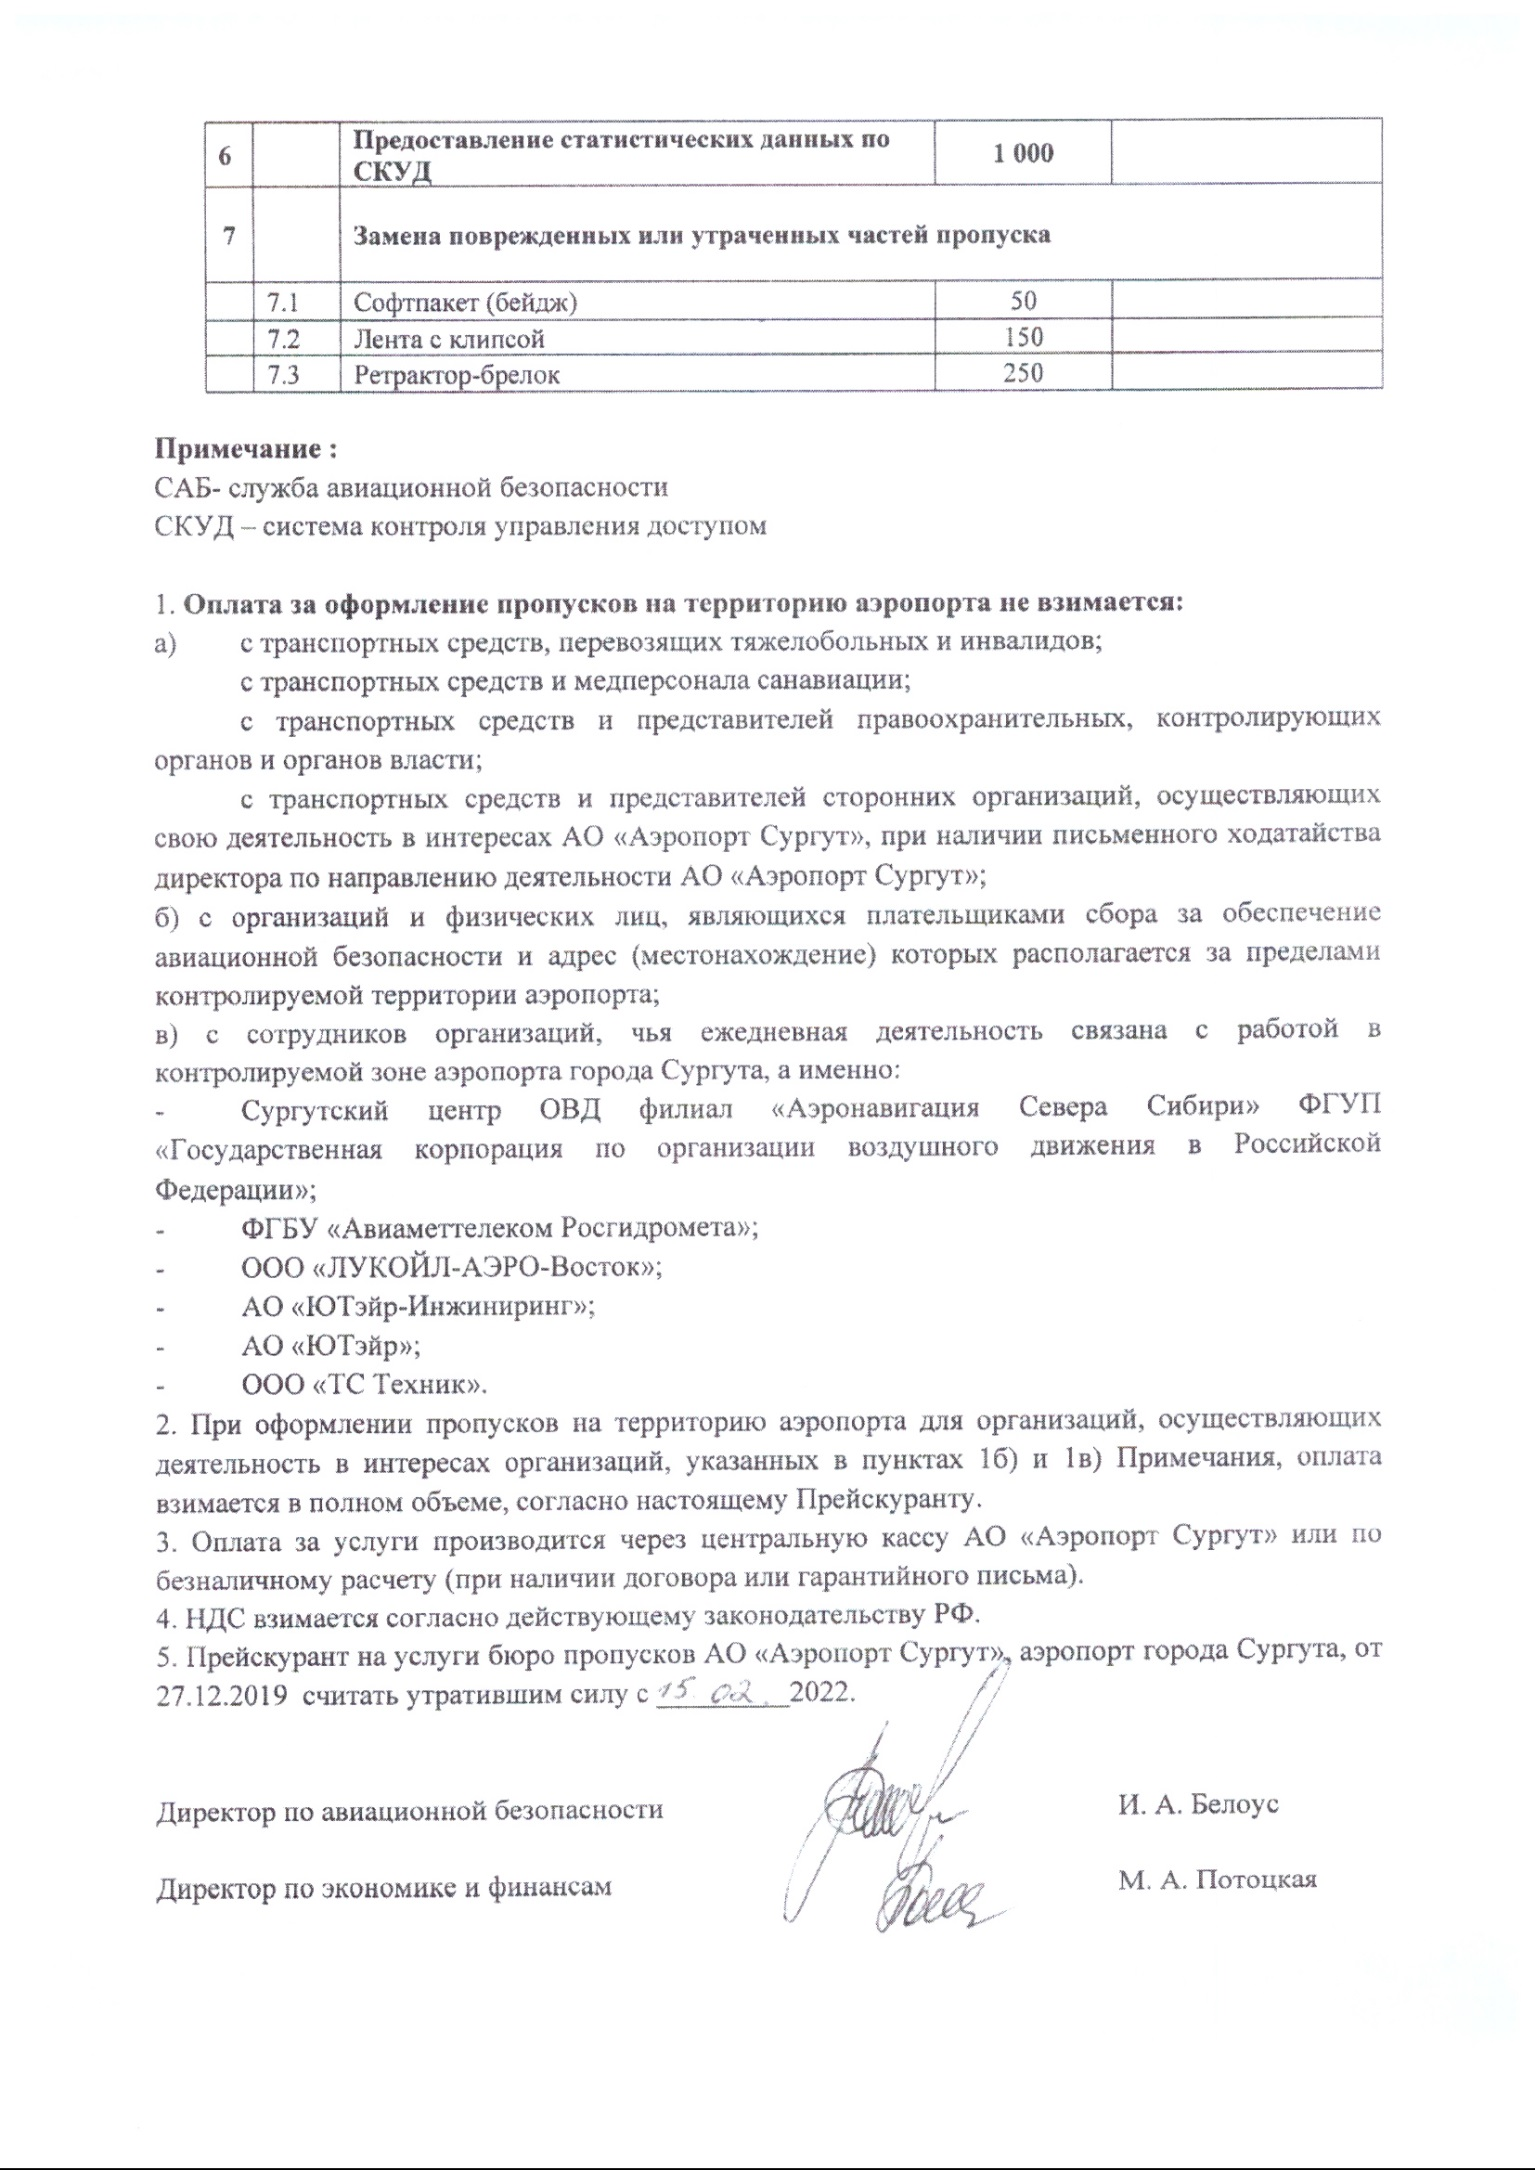 6 Предоставление статистических данных по 1 000
СКУД
7 Замена поврежденных или утраченных частей пропуска
7.1 Софтпакет (бейдж) 50
7.2 Лента с клипсой 150
7.3 Ретрактор-брелок 250
Примечание :
САБ- служба авиационной безопасности
СКУД – система контроля управления доступом
1. Оплата за оформление пропусков на территорию аэропорта не взимается:
а) с транспортных средств, перевозящих тяжелобольных и инвалидов;
с транспортных средств и медперсонала санавиации;
с транспортных средств и представителей правоохранительных, контролирующих
органов и органов власти;
с транспортных средств и представителей сторонних организаций, осуществляющих
свою деятельность в интересах АО «Аэропорт Сургут», при наличии письменного ходатайства
директора по направлению деятельности АО «Аэропорт Сургут»;
б) с организаций и физических лиц, являющихся плательщиками сбора за обеспечение
авиационной безопасности и адрес (местонахождение) которых располагается за пределами
контролируемой территории аэропорта;
в) с сотрудников организаций, чья ежедневная деятельность связана с работой в
контролируемой зоне аэропорта города Сургута, а именно:
- Сургутский центр ОВД филиал «Аэронавигация Севера Сибири» ФГУП
«Государственная корпорация по организации воздушного движения в Российской
Федерации»;
- ФГБУ «Авиаметтелеком Росгидромета»;
- ООО «ЛУКОЙЛ-АЭРО-Восток»;
- АО «ЮТэйр-Инжиниринг»;
- АО «ЮТэйр»;
- ООО «ТС Техник».
2. При оформлении пропусков на территорию аэропорта для организаций, осуществляющих
деятельность в интересах организаций, указанных в пунктах 1б) и 1в) Примечания, оплата
взимается в полном объеме, согласно настоящему Прейскуранту.
3. Оплата за услуги производится через центральную кассу АО «Аэропорт Сургут» или по
безналичному расчету (при наличии договора или гарантийного письма).
4. НДС взимается согласно действующему законодательству РФ.
5. Прейскурант на услуги бюро пропусков АО «Аэропорт Сургут», аэропорт города Сургута, от
27.12.2019 считать утратившим силу с 15.02.2022.
Директор по авиационной безопасности И. А. Белоус
Директор по экономике и финансам М. А. Потоцкая